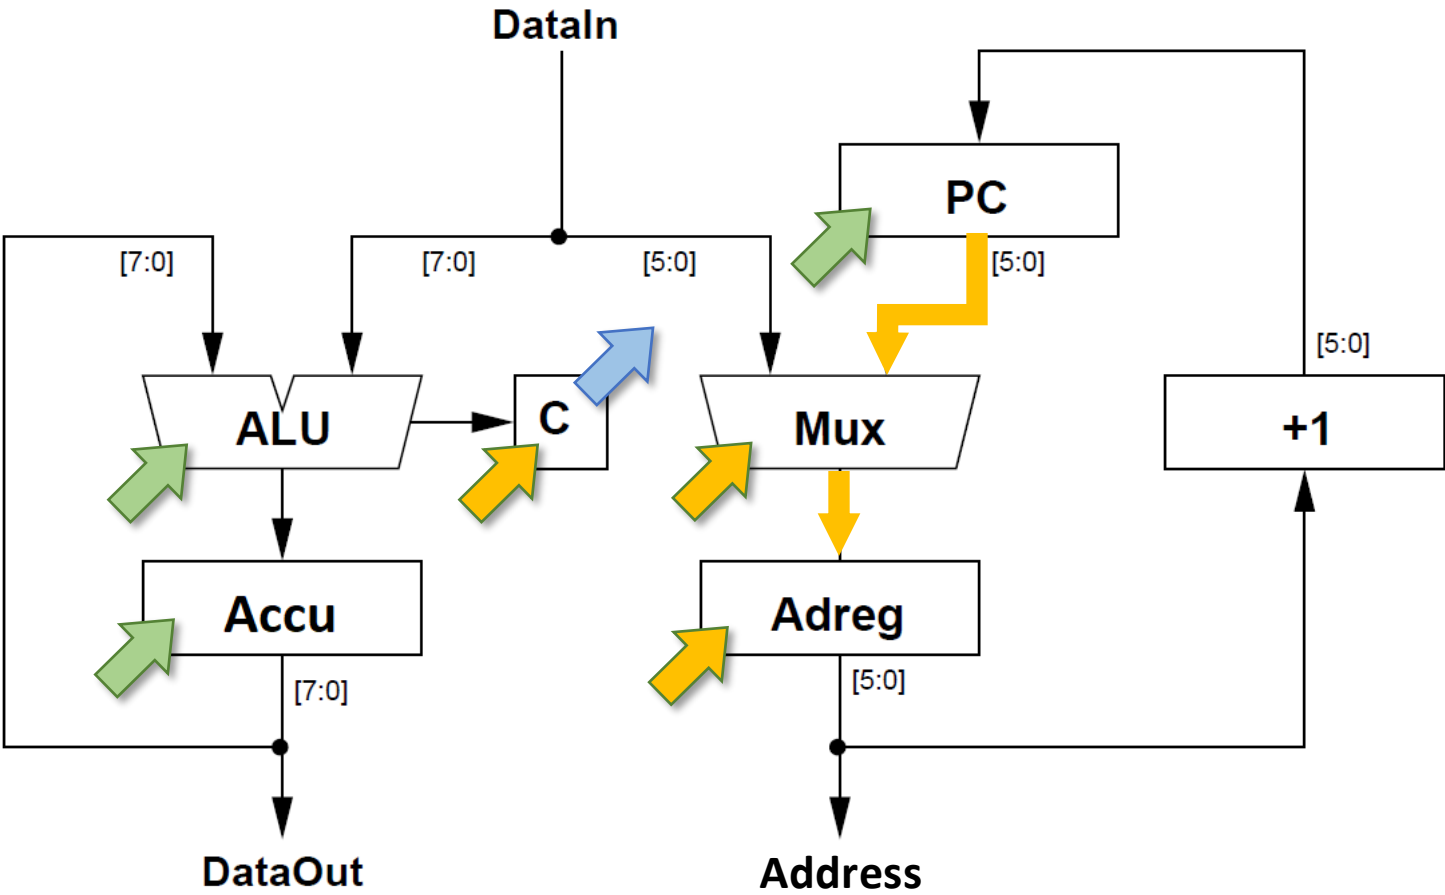 DataIn
PC
[7:0]
[7:0]
[5:0]
[5:0]
[5:0]
ALU
C
Mux
+1
Accu
Adreg
[7:0]
[5:0]
DataOut
Address